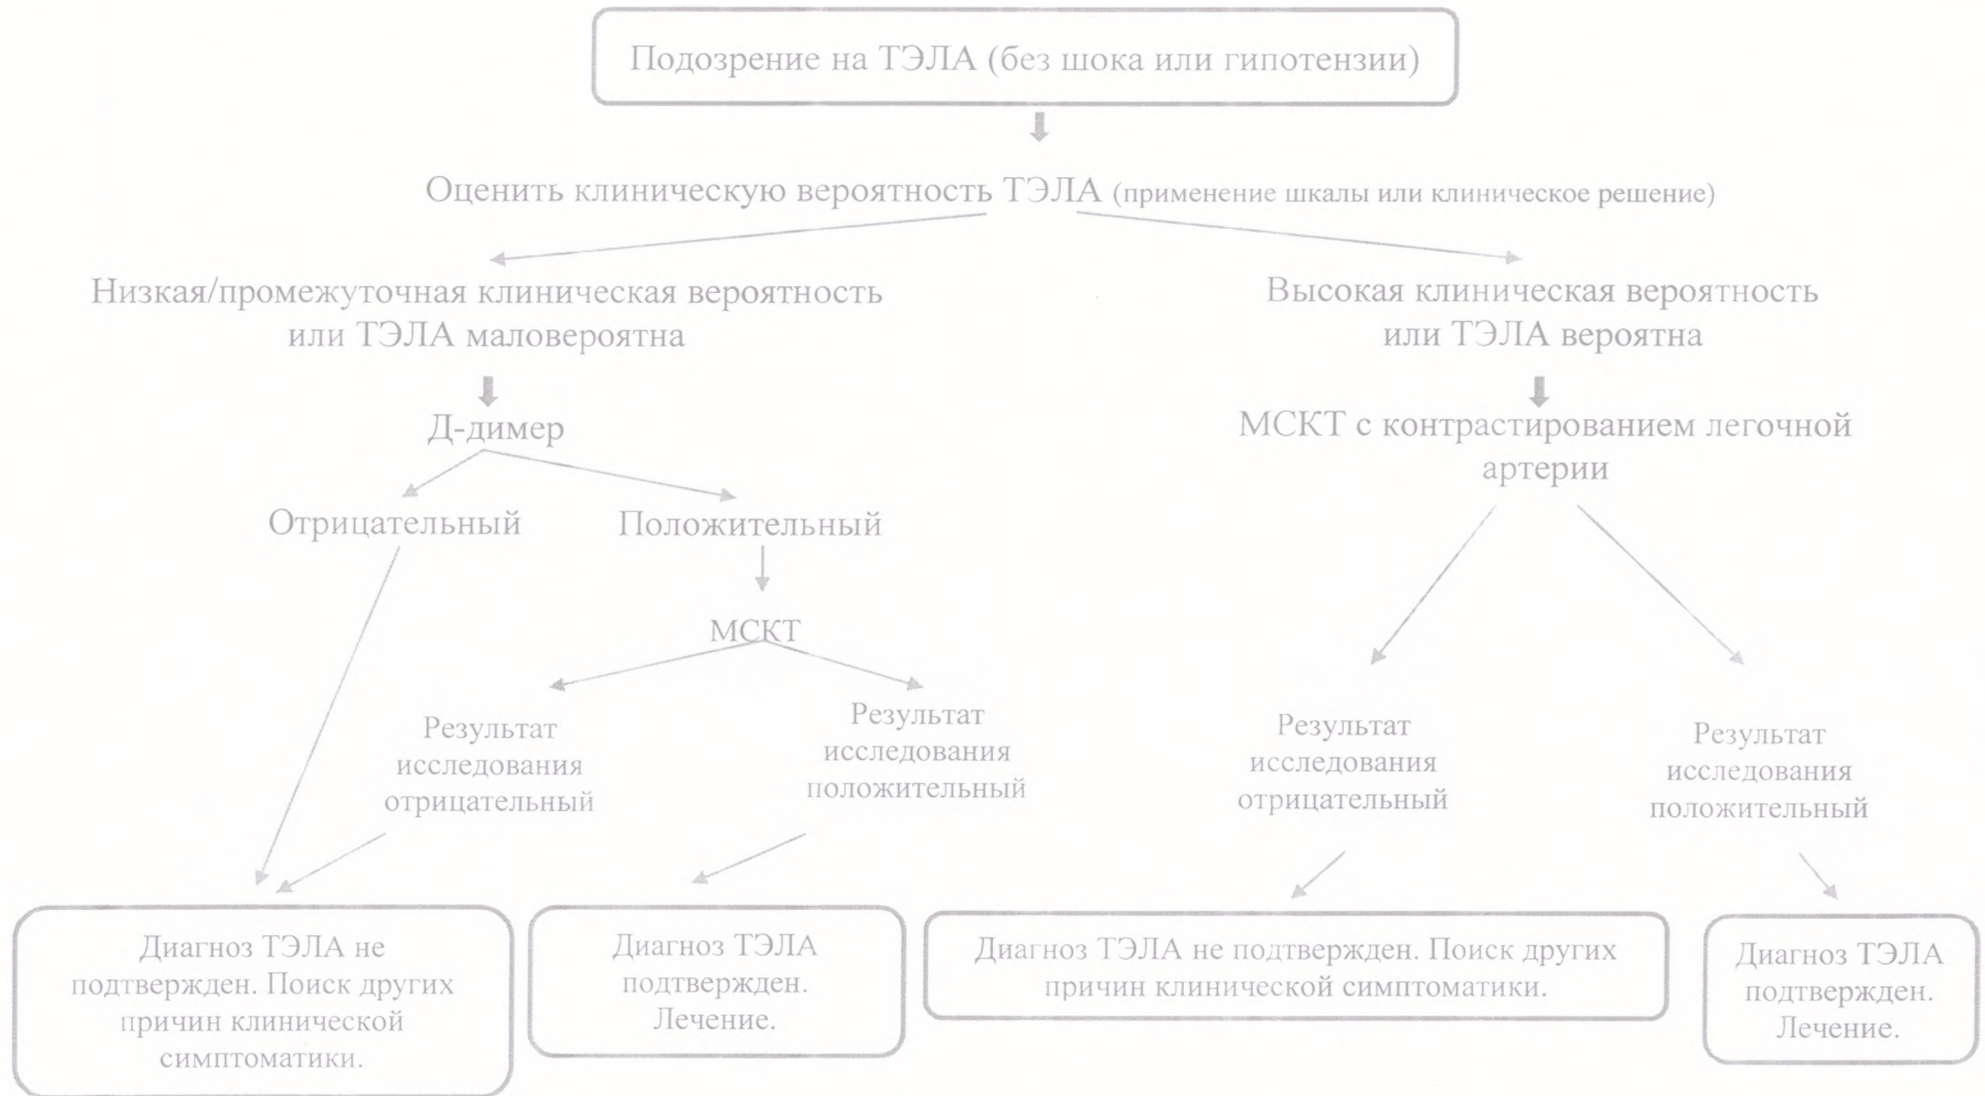 Подозрение на ТЭЛА (без шока или гипотензии)
Оценить клиническую вероятность ТЭЛА (применение шкалы или клиническое решение)
Низкая/промежуточная клиническая вероятность
или ТЭЛА маловероятна
Высокая клиническая вероятность
или ТЭЛА вероятна
Д-димер
МСКТ с контрастированием легочной
артерии
Отрицательный
Положительный
МСКТ
Результат
исследования
отрицательный
Результат
исследования
положительный
Результат
исследования
отрицательный
Результат
исследования
положительный
Диагноз ТЭЛА не
подтвержден. Поиск других
причин клинической
симптоматики.
Диагноз ТЭЛА
подтвержден.
Лечение.
Диагноз ТЭЛА не подтвержден. Поиск других
причин клинической симптоматики.
Диагноз ТЭЛА
подтвержден.
Лечение.